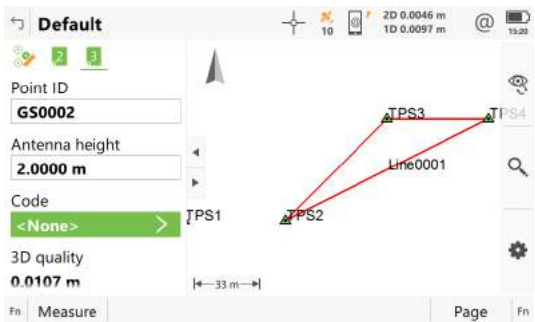 Default
10
2D 0.0046 m
1D 0.0097 m
@
15:20
2
3
Point ID
GS0002
Antenna height
2.0000 m
Code
<None>
3D quality
0.0107 m
TPS3
TPS4
Line0001
TPS1
TPS2
33 m
Fn
Measure
Page
Fn